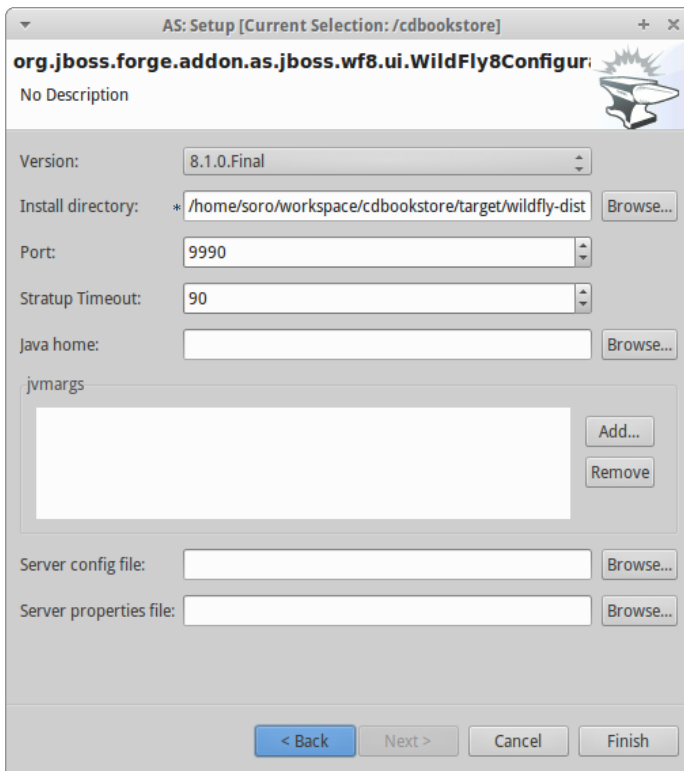 AS: Setup [Current Selection: /cdbookstore]
org.jboss.forge.addon.as.jboss.wf8.ui.WildFly8Configur
No Description
Version: 8.1.0.Final
Install directory: * /home/soro/workspace/cdbookstore/target/wildfly-dist Browse...
Port: 9990
Stratup Timeout: 90
Java home: Browse...
jvmargs
Add...
Remove
Server config file: Browse...
Server properties file: Browse...
< Back Next > Cancel Finish